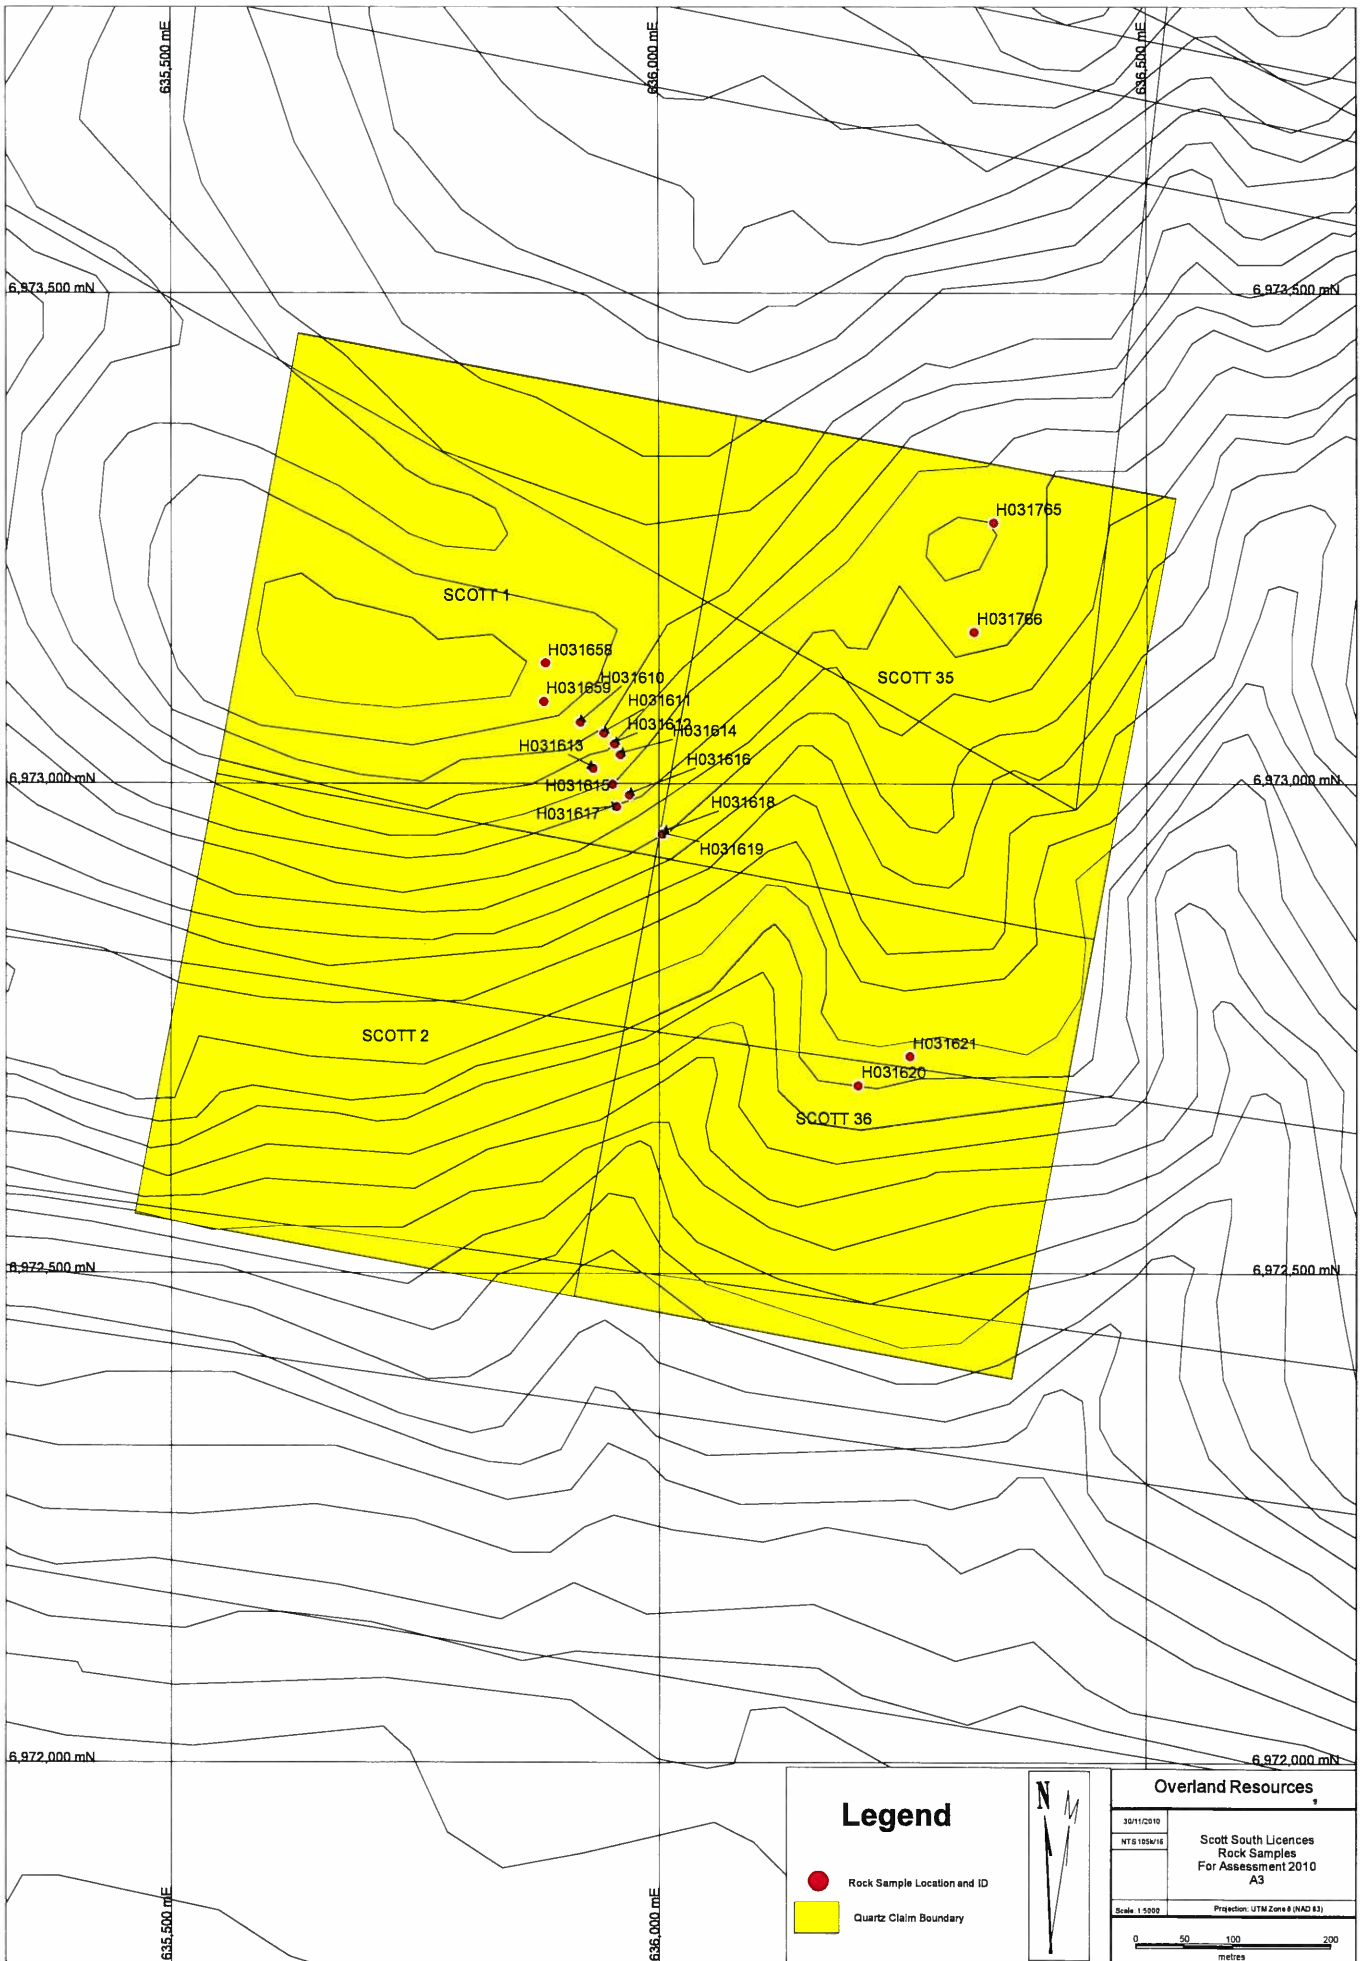 635,500 mE
636,000 mE
636,500 mE
6,973,500 mN
6,973,500 mN
H031765
SCOTT 1
H031766
H031658
H031610
SCOTT 35
H031659
H031611
H031612
H031614
H031613
H031616
6,973,000 mN
6,973,000 mN
H031615
H031618
H031617
H031619
SCOTT 2
H031621
H031620
SCOTT 36
6,972,500 mN
6,972,500 mN
6,972,000 mN
6,972,000 mN
635,500 mE
636,000 mE
Legend
Rock Sample Location and ID
Quartz Claim Boundary
N M
Overland Resources
30/11/2010
NTS 105k/16
Scott South Licences
Rock Samples
For Assessment 2010
A3
Scale: 1:5000
Projection: UTM Zone 8 (NAD 83)
0 50 100 200
metres